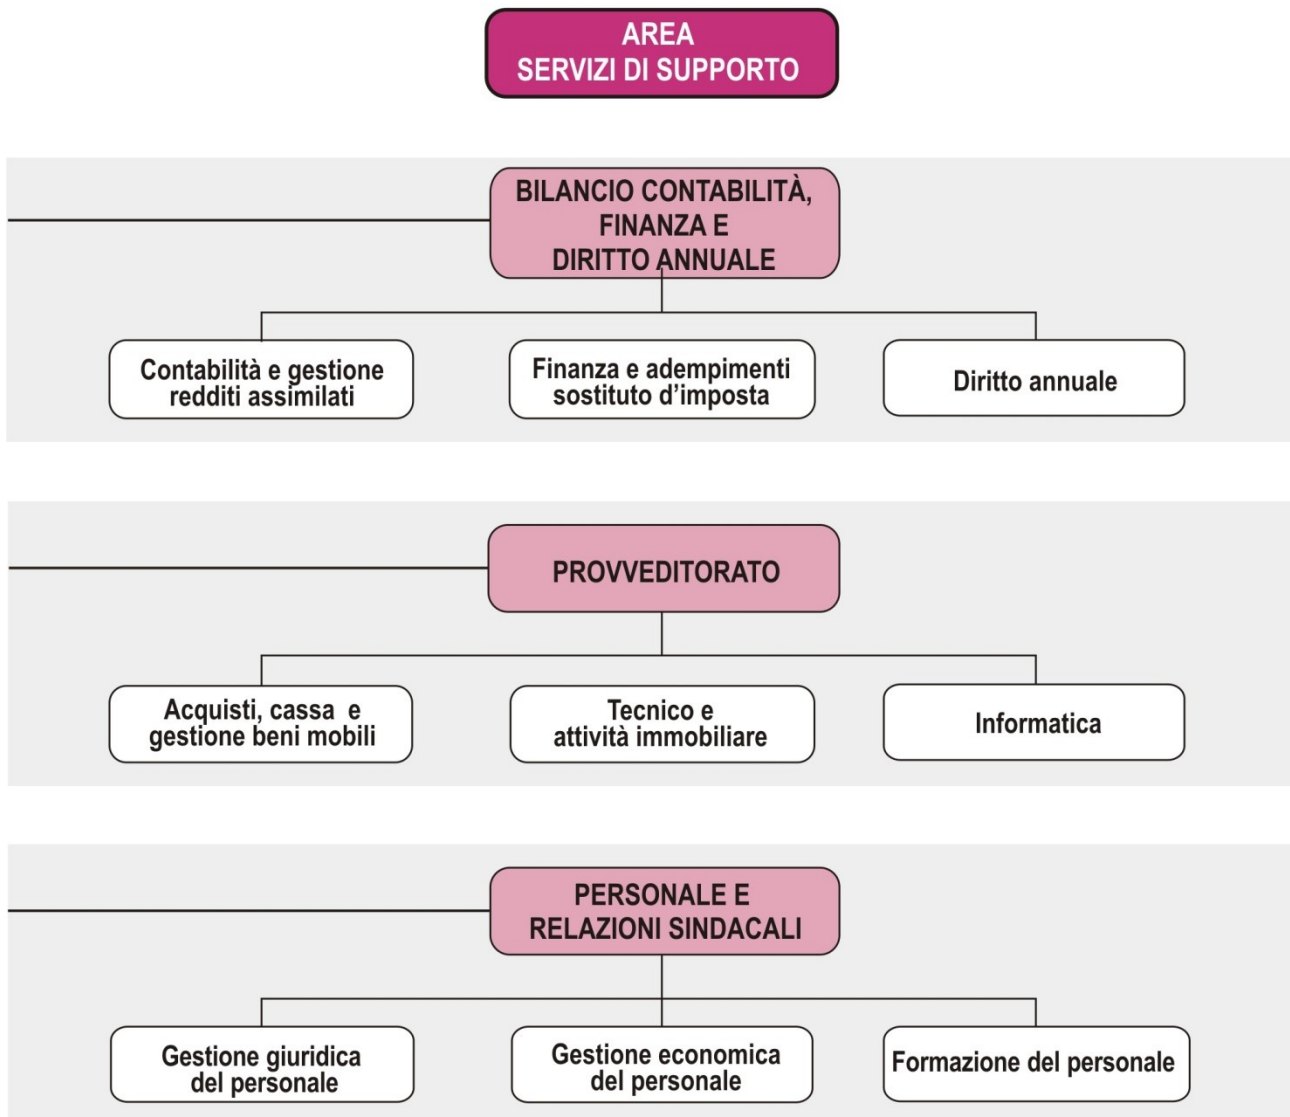 AREA
SERVIZI DI SUPPORTO
BILANCIO CONTABILITÀ,
FINANZA E
DIRITTO ANNUALE
Contabilità e gestione
redditi assimilati
Finanza e adempimenti
sostituto d'imposta
Diritto annuale
PROVVEDITORATO
Acquisti, cassa e
gestione beni mobili
Tecnico e
attività immobiliare
Informatica
PERSONALE E
RELAZIONI SINDACALI
Gestione giuridica
del personale
Gestione economica
del personale
Formazione del personale